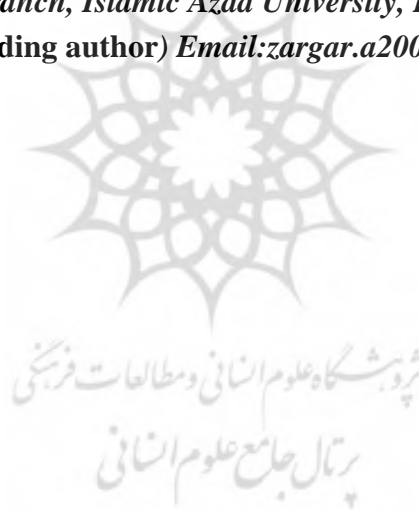 anch, Islamic Azad University,
ding author) Email:zargar.a200
پژوهشگاه علوم انسانی و مطالعات فرهنگی
پرتال جامع علوم انسانی